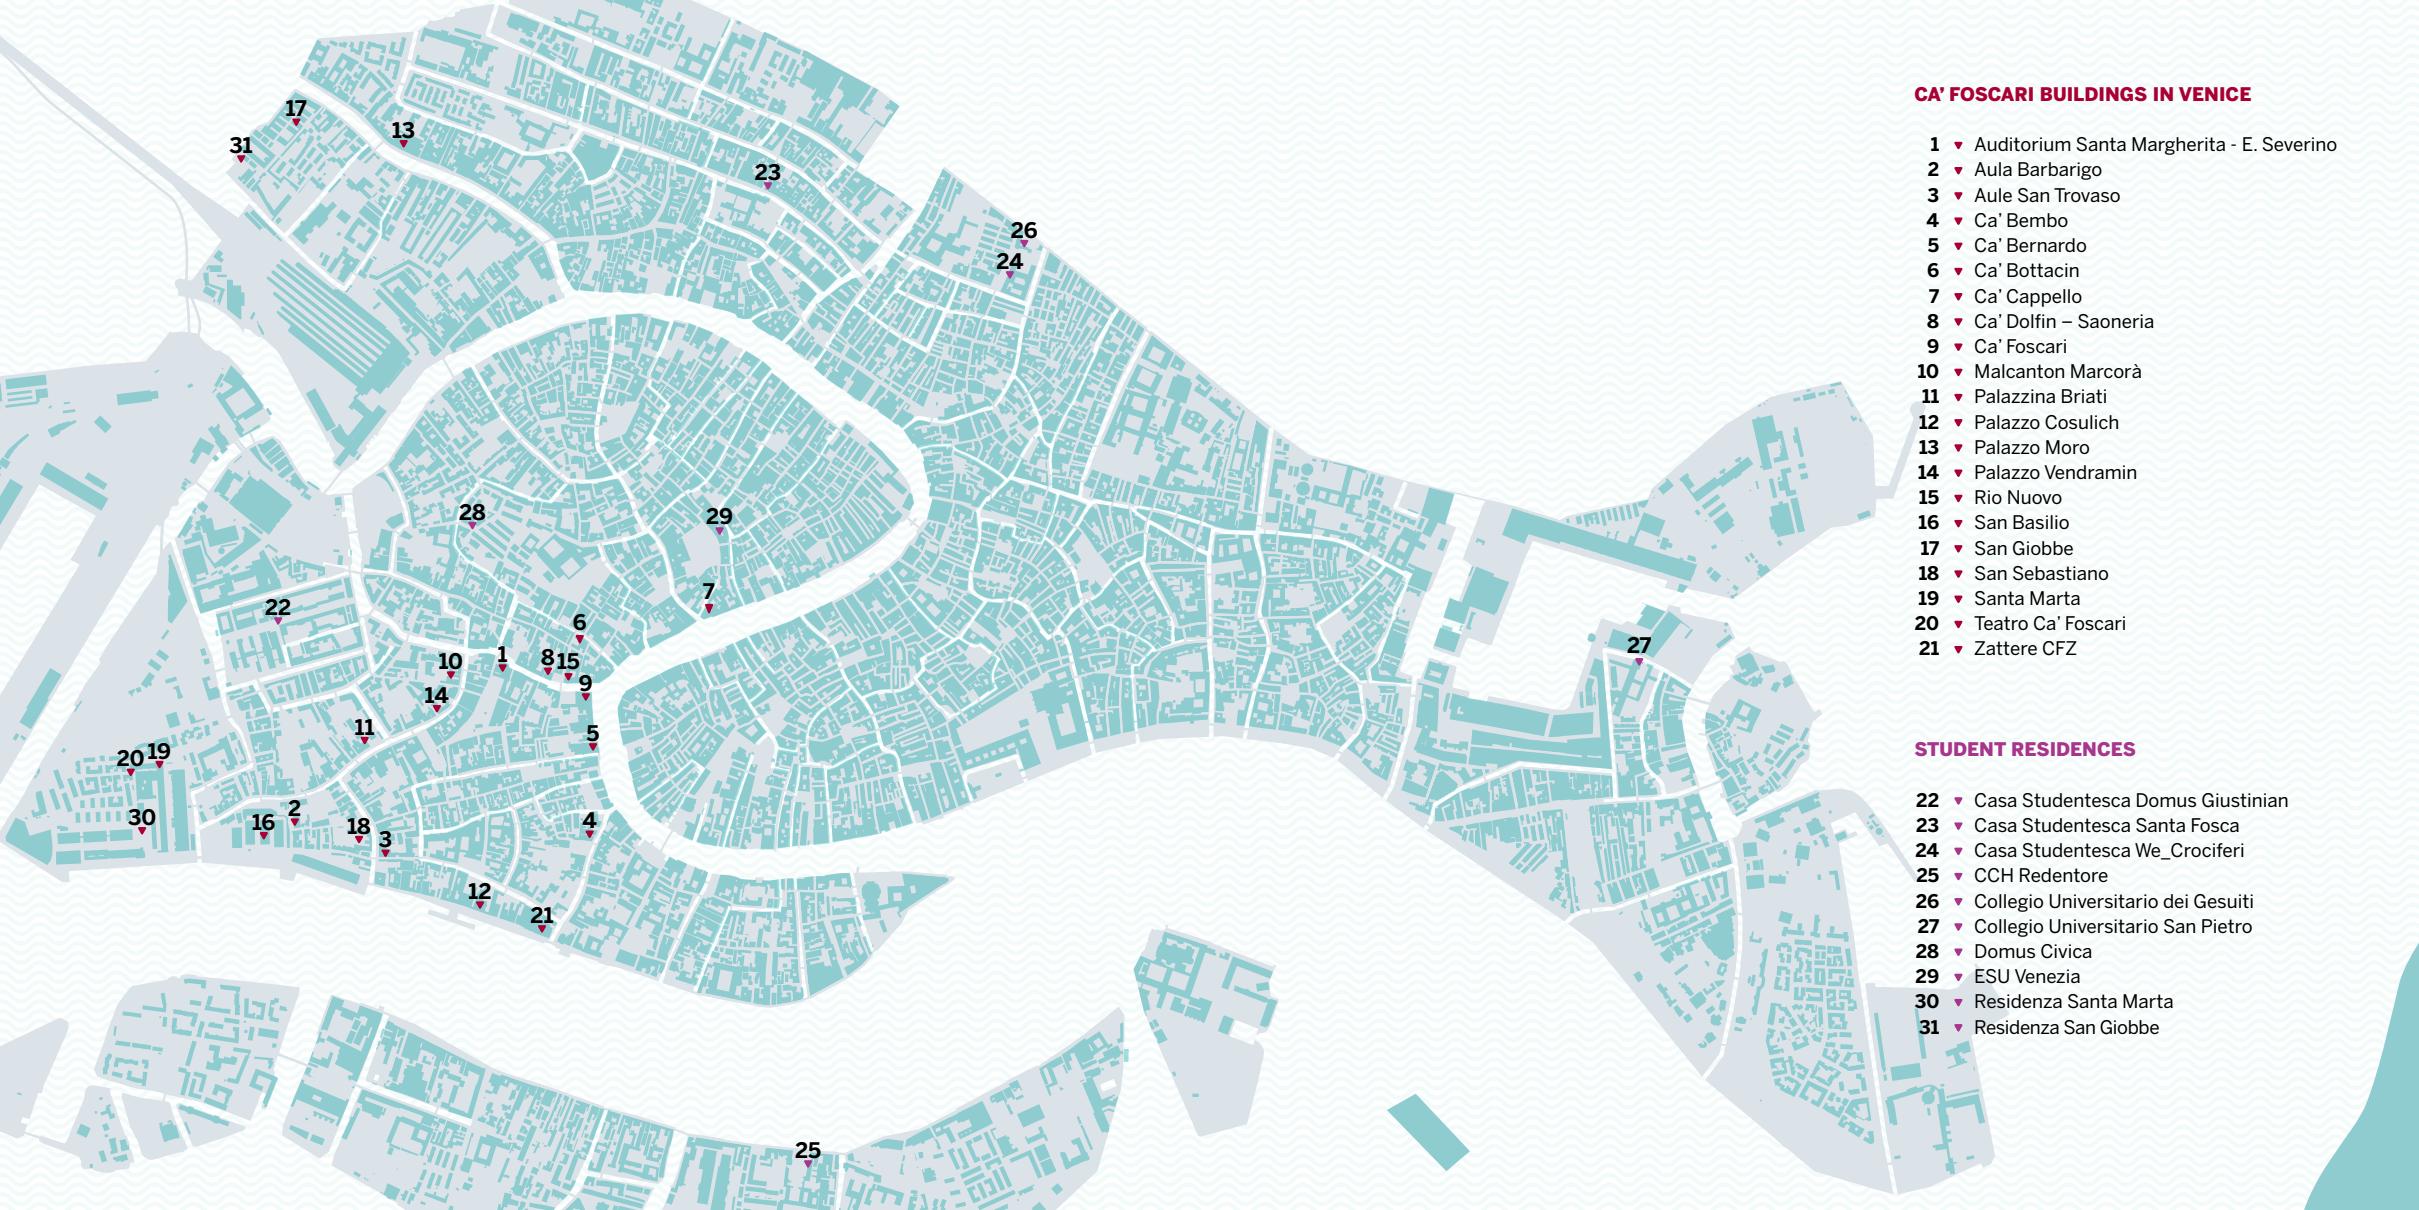 17
13
31
23
26
24
28
29
22
7
6
10
1
8
15
9
14
11
5
20
19
30
16
2
18
3
4
12
21
27
25
CA’ FOSCARI BUILDINGS IN VENICE
1 Auditorium Santa Margherita - E. Severino
2 Aula Barbarigo
3 Aule San Trovaso
4 Ca’ Bembo
5 Ca’ Bernardo
6 Ca’ Bottacin
7 Ca’ Cappello
8 Ca’ Dolfin – Saoneria
9 Ca’ Foscari
10 Malcanton Marcorà
11 Palazzina Briati
12 Palazzo Cosulich
13 Palazzo Moro
14 Palazzo Vendramin
15 Rio Nuovo
16 San Basilio
17 San Giobbe
18 San Sebastiano
19 Santa Marta
20 Teatro Ca’ Foscari
21 Zattere CFZ
STUDENT RESIDENCES
22 Casa Studentesca Domus Giustinian
23 Casa Studentesca Santa Fosca
24 Casa Studentesca We_Crociferi
25 CCH Redentore
26 Collegio Universitario dei Gesuiti
27 Collegio Universitario San Pietro
28 Domus Civica
29 ESU Venezia
30 Residenza Santa Marta
31 Residenza San Giobbe